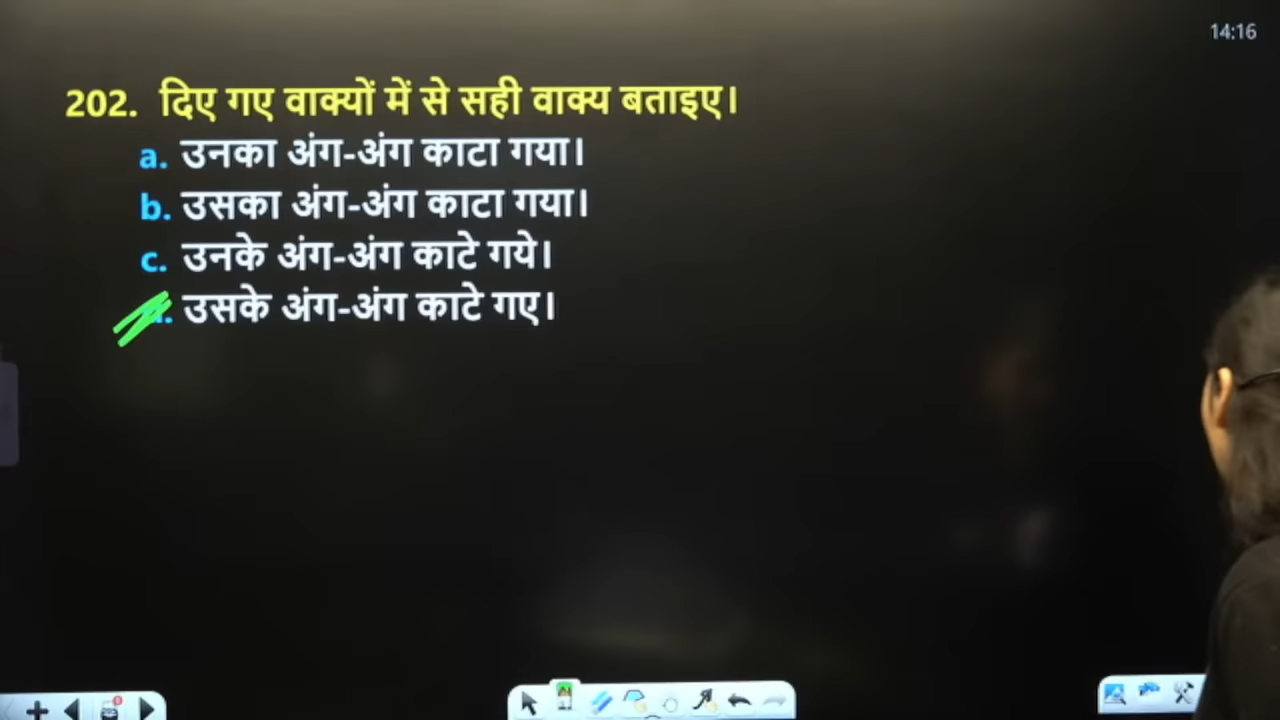 14:16
202. दिए गए वाक्यों में से सही वाक्य बताइए।
a. उनका अंग-अंग काटा गया।
b. उसका अंग-अंग काटा गया।
c. उनके अंग-अंग काटे गये।
उसके अंग-अंग काटे गए।